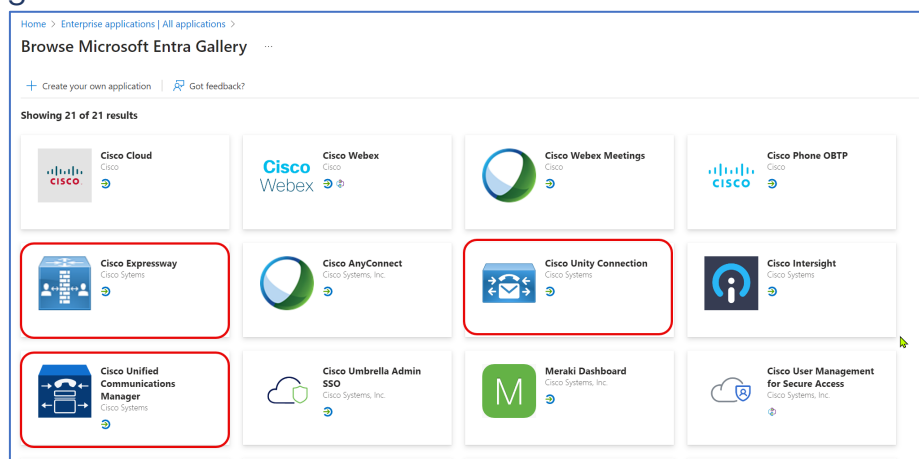 Home > Enterprise applications | All applications >
Browse Microsoft Entra Gallery ...
+ Create your own application | Got feedback?
Showing 21 of 21 results
Cisco Cloud
Cisco
CISCO
Cisco Webex
Cisco
Cisco
Webex
Cisco Webex Meetings
Cisco
Cisco Phone OBTP
Cisco
CISCO
Cisco Expressway
Cisco Sytems
Cisco AnyConnect
Cisco Systems, Inc.
Cisco Unity Connection
Cisco Systems
Cisco Intersight
Cisco Systems
Cisco Unified
Communications
Manager
Cisco Systems
Cisco Umbrella Admin
SSO
Cisco Systems, Inc.
M
Meraki Dashboard
Cisco Systems, Inc.
Cisco User Management
for Secure Access
Cisco Systems, Inc.